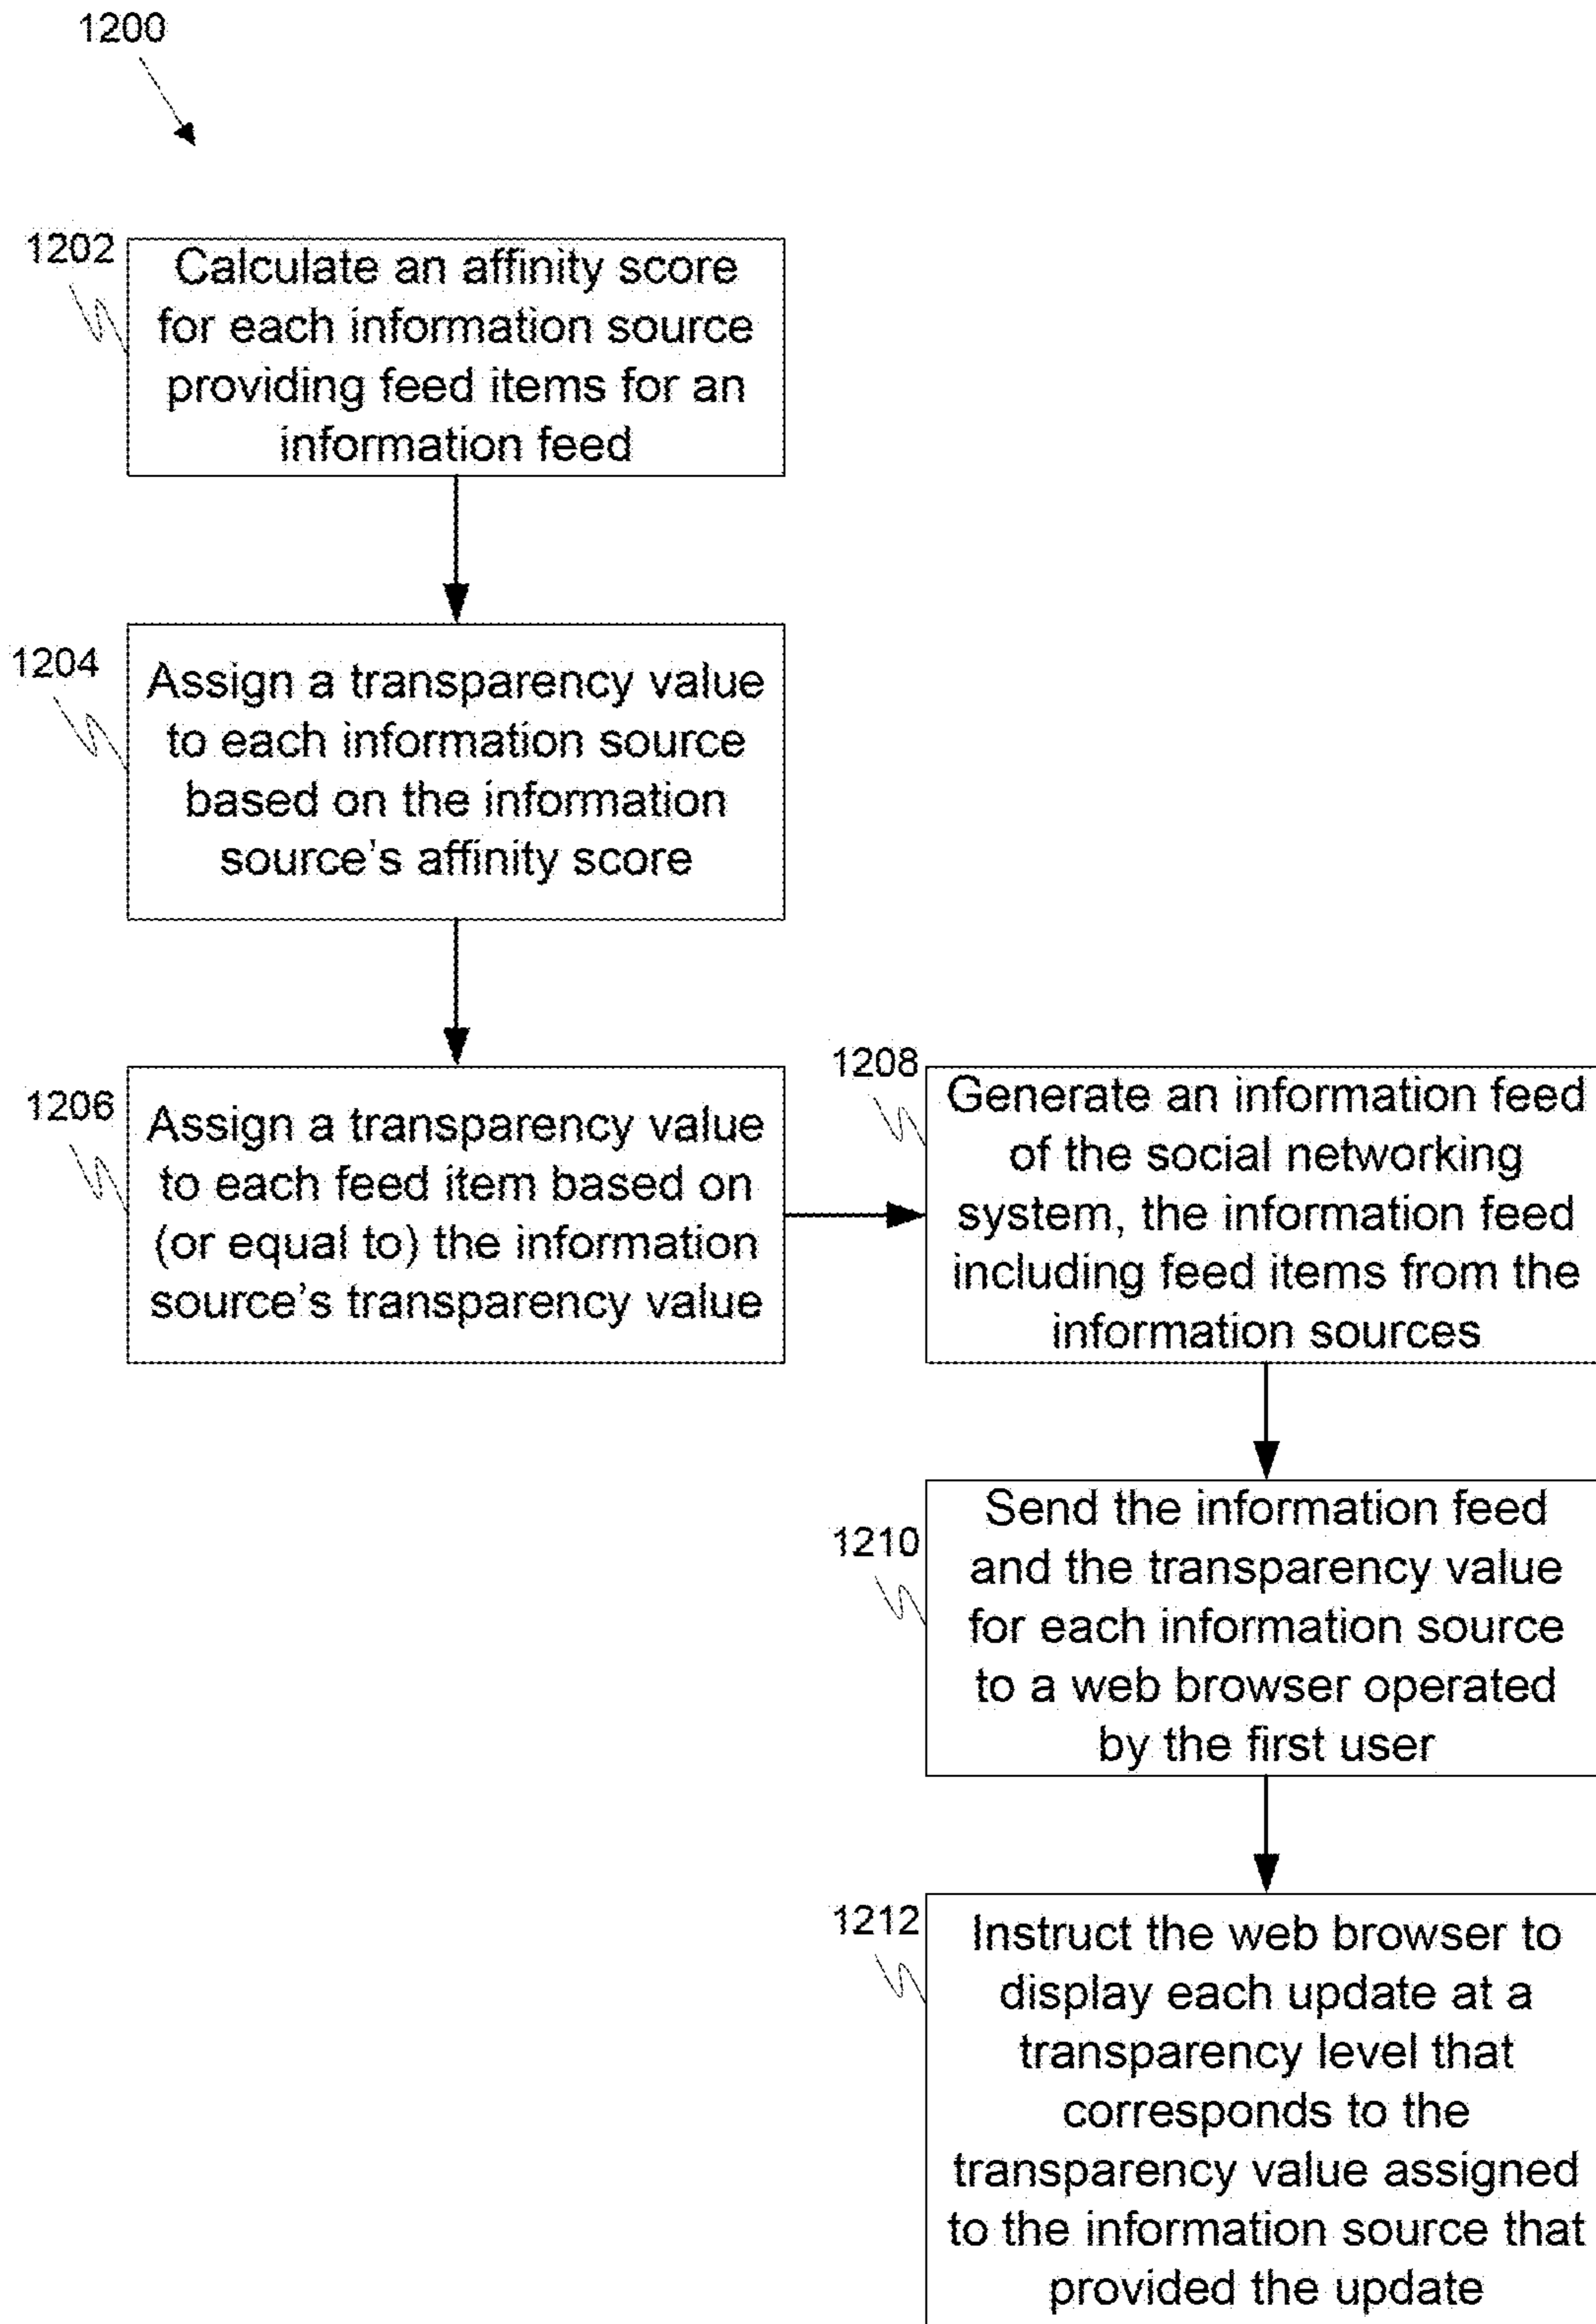 1200
1202
Calculate an affinity score
for each information source
providing feed items for an
information feed
1204
Assign a transparency value
to each information source
based on the information
source's affinity score
1206
Assign a transparency value
to each feed item based on
(or equal to) the information
source's transparency value
1208
Generate an information feed
of the social networking
system, the information feed
including feed items from the
information sources
1210
Send the information feed
and the transparency value
for each information source
to a web browser operated
by the first user
1212
Instruct the web browser to
display each update at a
transparency level that
corresponds to the
transparency value assigned
to the information source that
provided the update